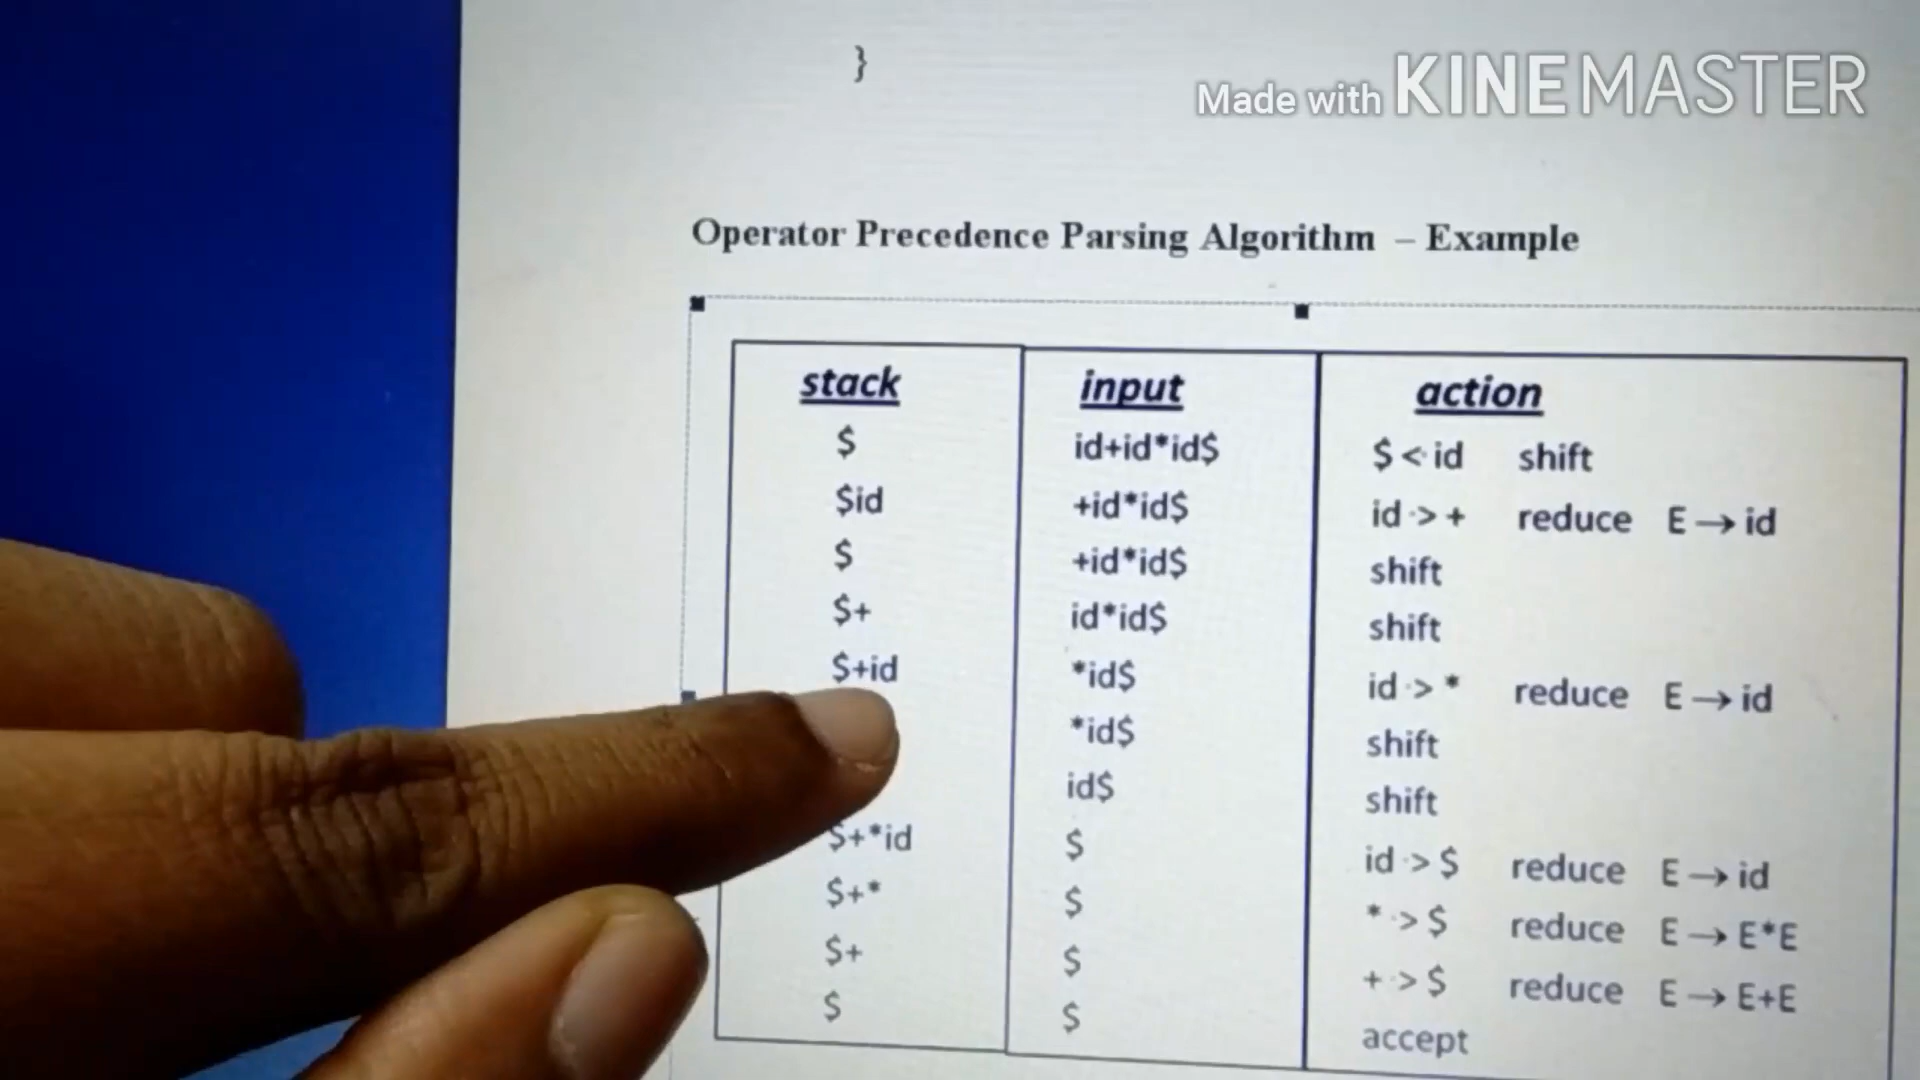 }
Made with KINEMASTER
Operator Precedence Parsing Algorithm – Example
stack input action
$ id+id*id$ $ <· id shift
$id +id*id$ id ·> + reduce E → id
$ +id*id$ shift
$+ id*id$ shift
$+id *id$ id ·> * reduce E → id
*id$ shift
id$ shift
$+*id $ id ·> $ reduce E → id
$+* $ * ·> $ reduce E → E*E
$+ $ + ·> $ reduce E → E+E
$ $ accept